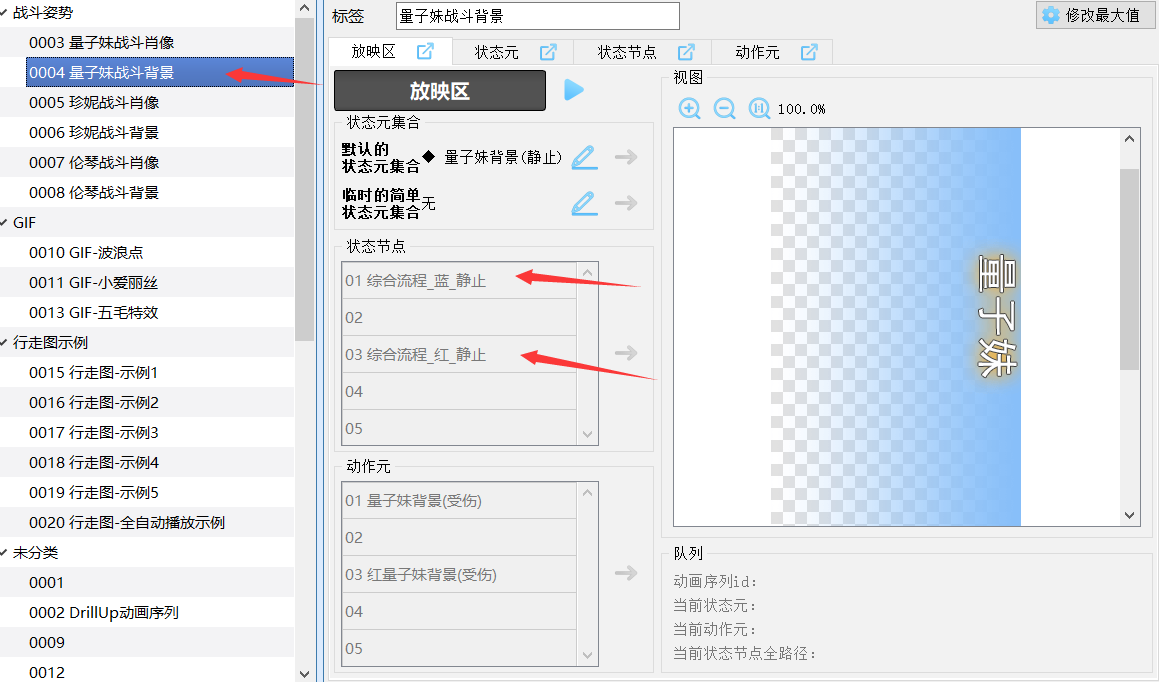 战斗姿势
0003 量子妹战斗肖像
0004 量子妹战斗背景
0005 珍妮战斗肖像
0006 珍妮战斗背景
0007 伦琴战斗肖像
0008 伦琴战斗背景
GIF
0010 GIF-波浪点
0011 GIF-小爱丽丝
0013 GIF-五毛特效
行走图示例
0015 行走图-示例1
0016 行走图-示例2
0017 行走图-示例3
0018 行走图-示例4
0019 行走图-示例5
0020 行走图-全自动播放示例
未分类
0001
0002 DrillUp动画序列
0009
0012
标签 量子妹战斗背景
修改最大值
放映区 状态元 状态节点 动作元
放映区
状态元集合
默认的
状态元集合 ◆ 量子妹背景(静止)
临时的简单
状态元集合 无
状态节点
01 综合流程_蓝_静止
02
03 综合流程_红_静止
04
05
动作元
01 量子妹背景(受伤)
02
03 红量子妹背景(受伤)
04
05
视图
100.0%
量子妹
队列
动画序列id:
当前状态元:
当前动作元:
当前状态节点全路径: